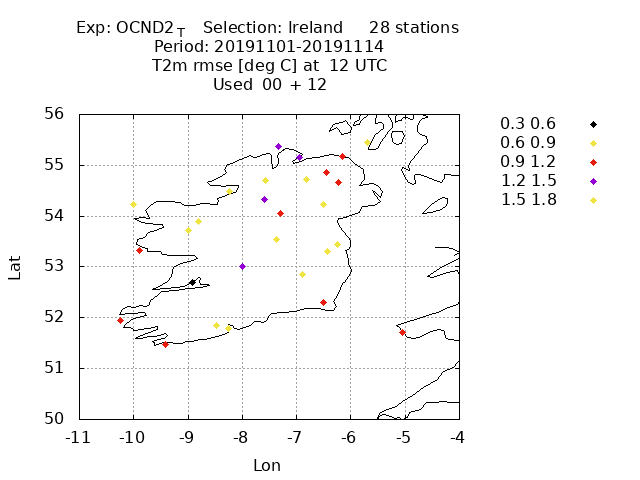 Exp: OCND2_T   Selection: Ireland     28 stations
Period: 20191101-20191114
T2m rmse [deg C] at  12 UTC
Used  00 + 12
56
55
54
53
52
51
50
-11 -10 -9 -8 -7 -6 -5 -4
Lat
Lon
0.3 0.6
0.6 0.9
0.9 1.2
1.2 1.5
1.5 1.8